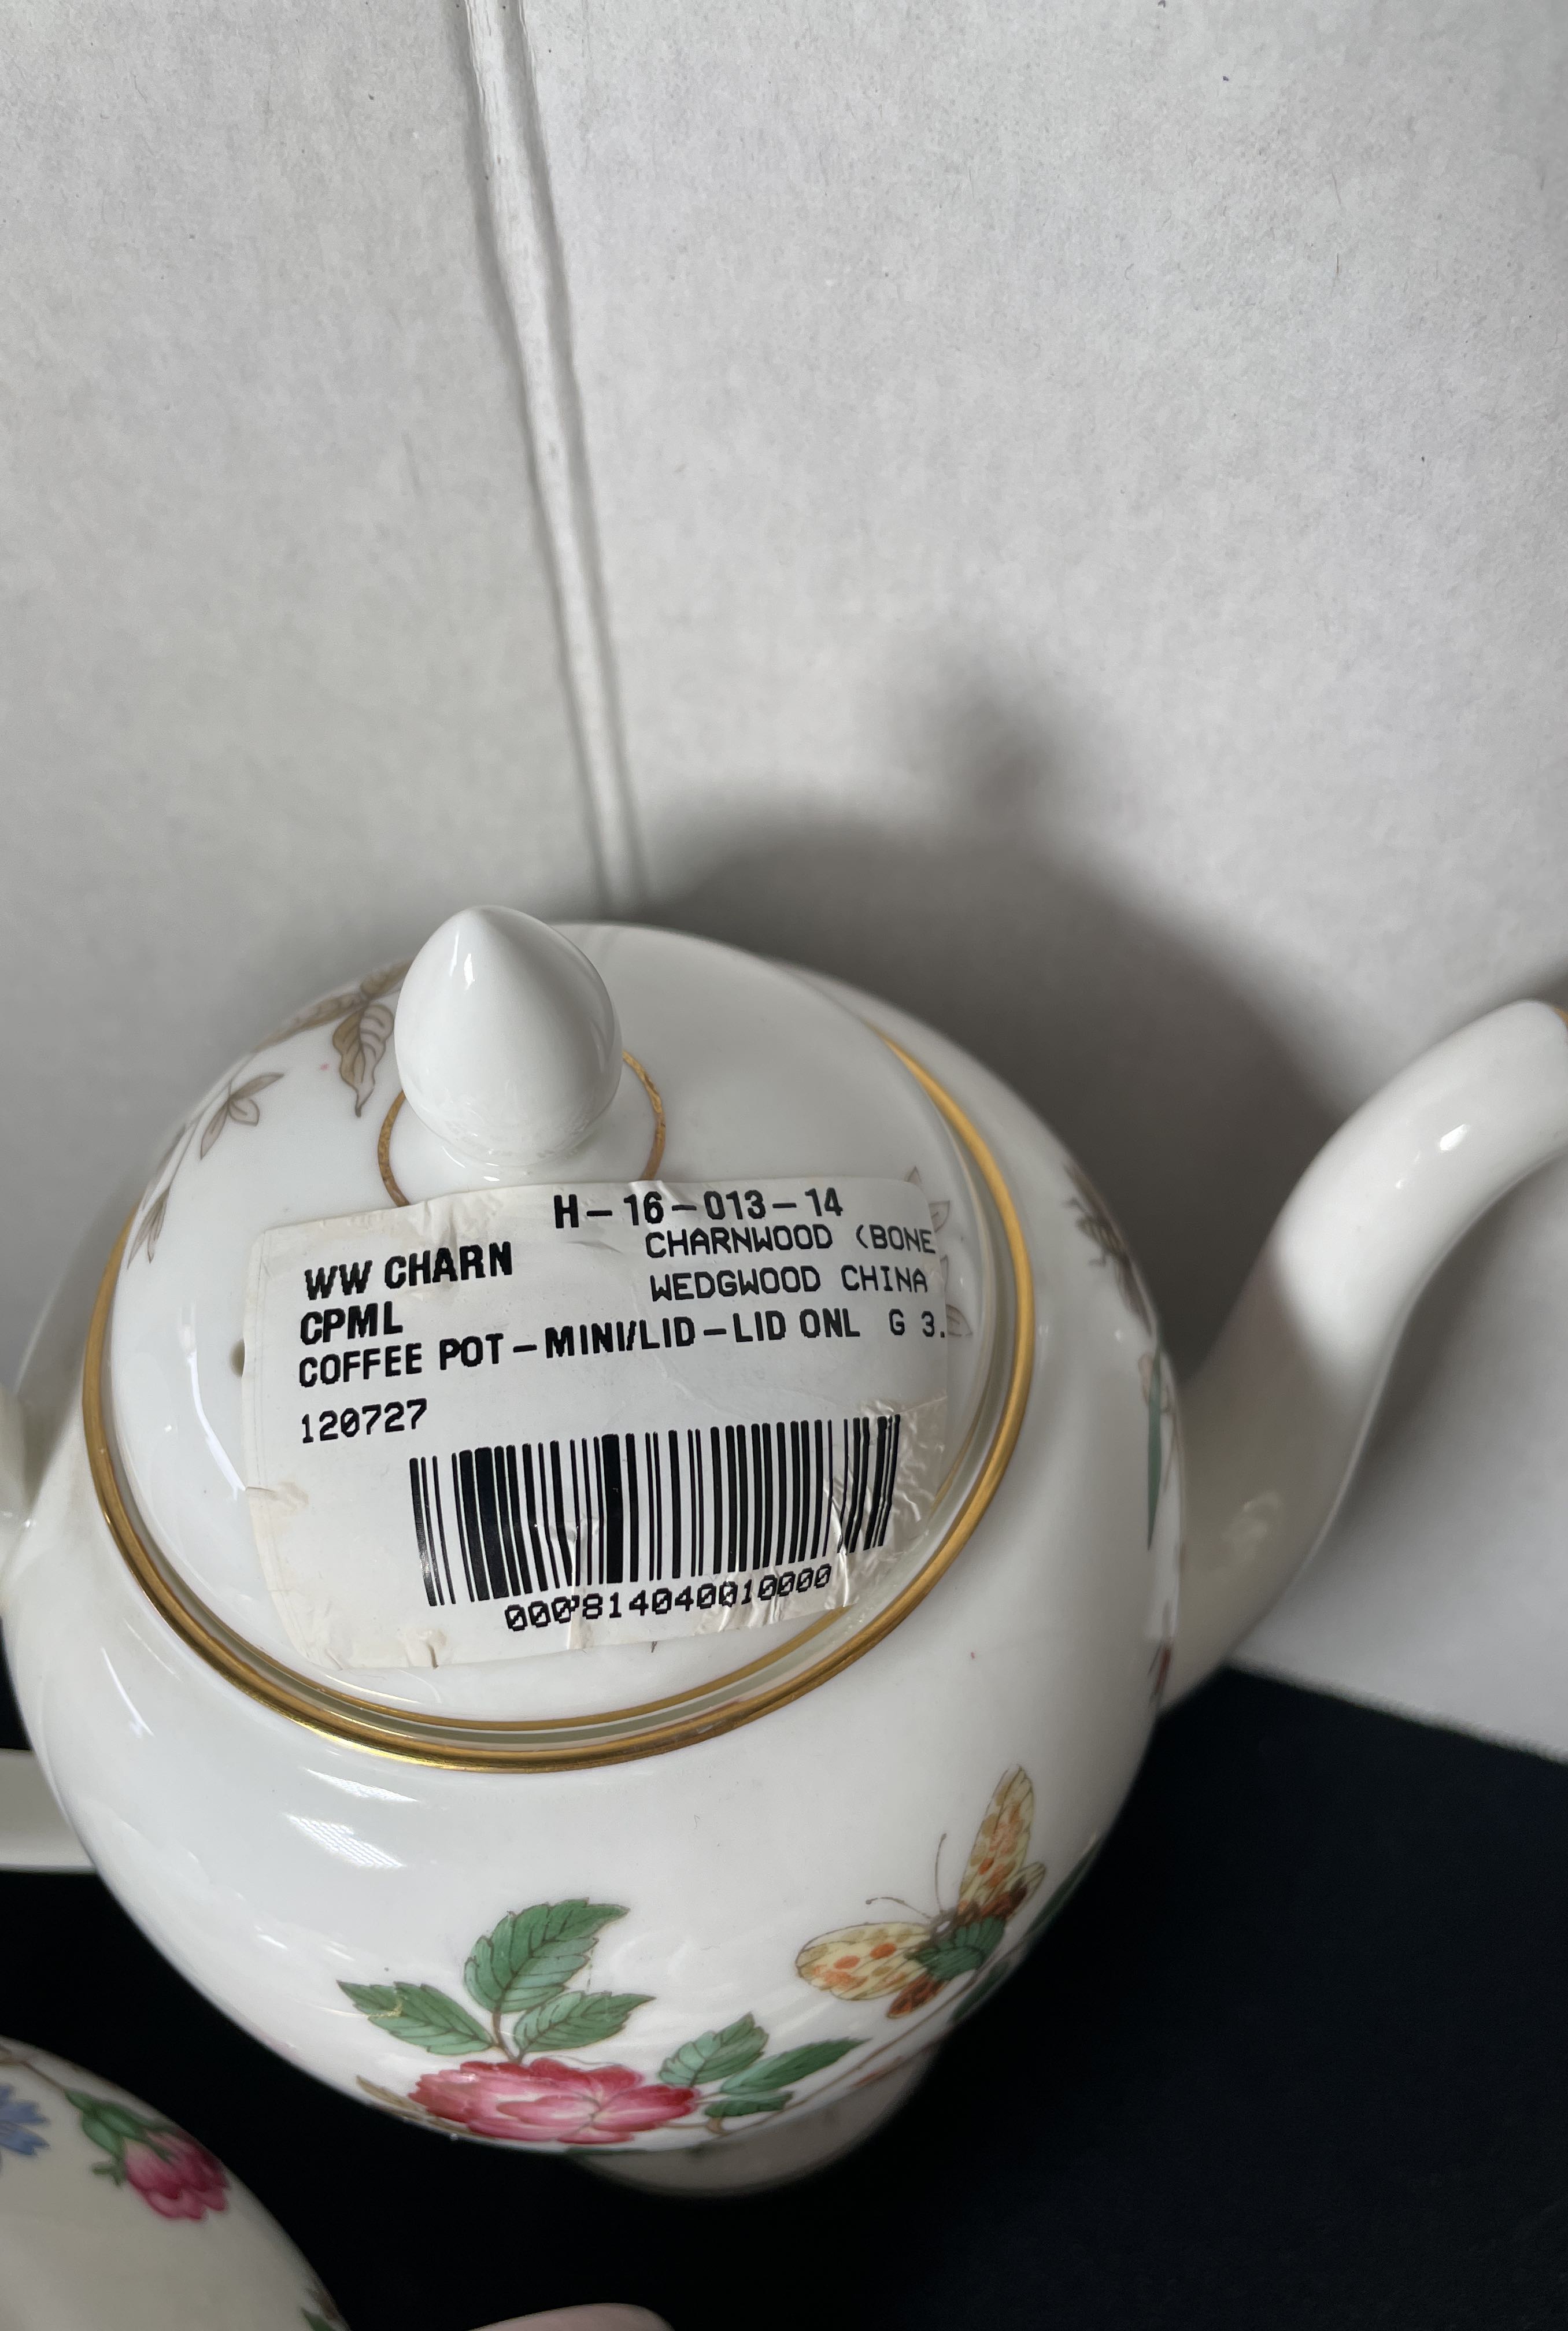 H-16-013-14
WW CHARN CHARNWOOD (BONE
CPML WEDGWOOD CHINA
COFFEE POT-MINI/LID-LID ONL G 3.
120727
000814040010000